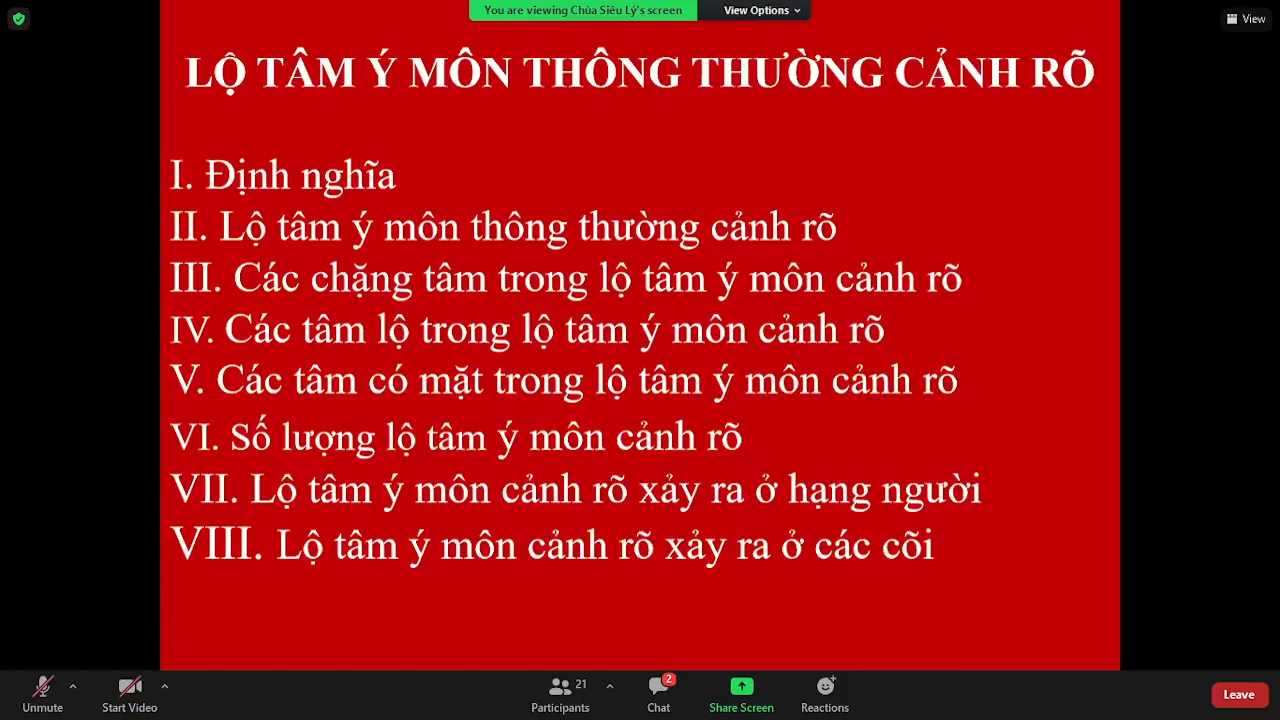 You are viewing Chùa Siêu Lý's screen
View Options
View
LỘ TÂM Ý MÔN THÔNG THƯỜNG CẢNH RÕ
I. Định nghĩa
II. Lộ tâm ý môn thông thường cảnh rõ
III. Các chặng tâm trong lộ tâm ý môn cảnh rõ
IV. Các tâm lộ trong lộ tâm ý môn cảnh rõ
V. Các tâm có mặt trong lộ tâm ý môn cảnh rõ
VI. Số lượng lộ tâm ý môn cảnh rõ
VII. Lộ tâm ý môn cảnh rõ xảy ra ở hạng người
VIII. Lộ tâm ý môn cảnh rõ xảy ra ở các cõi
21
2
Unmute
Start Video
Participants
Chat
Share Screen
Reactions
Leave